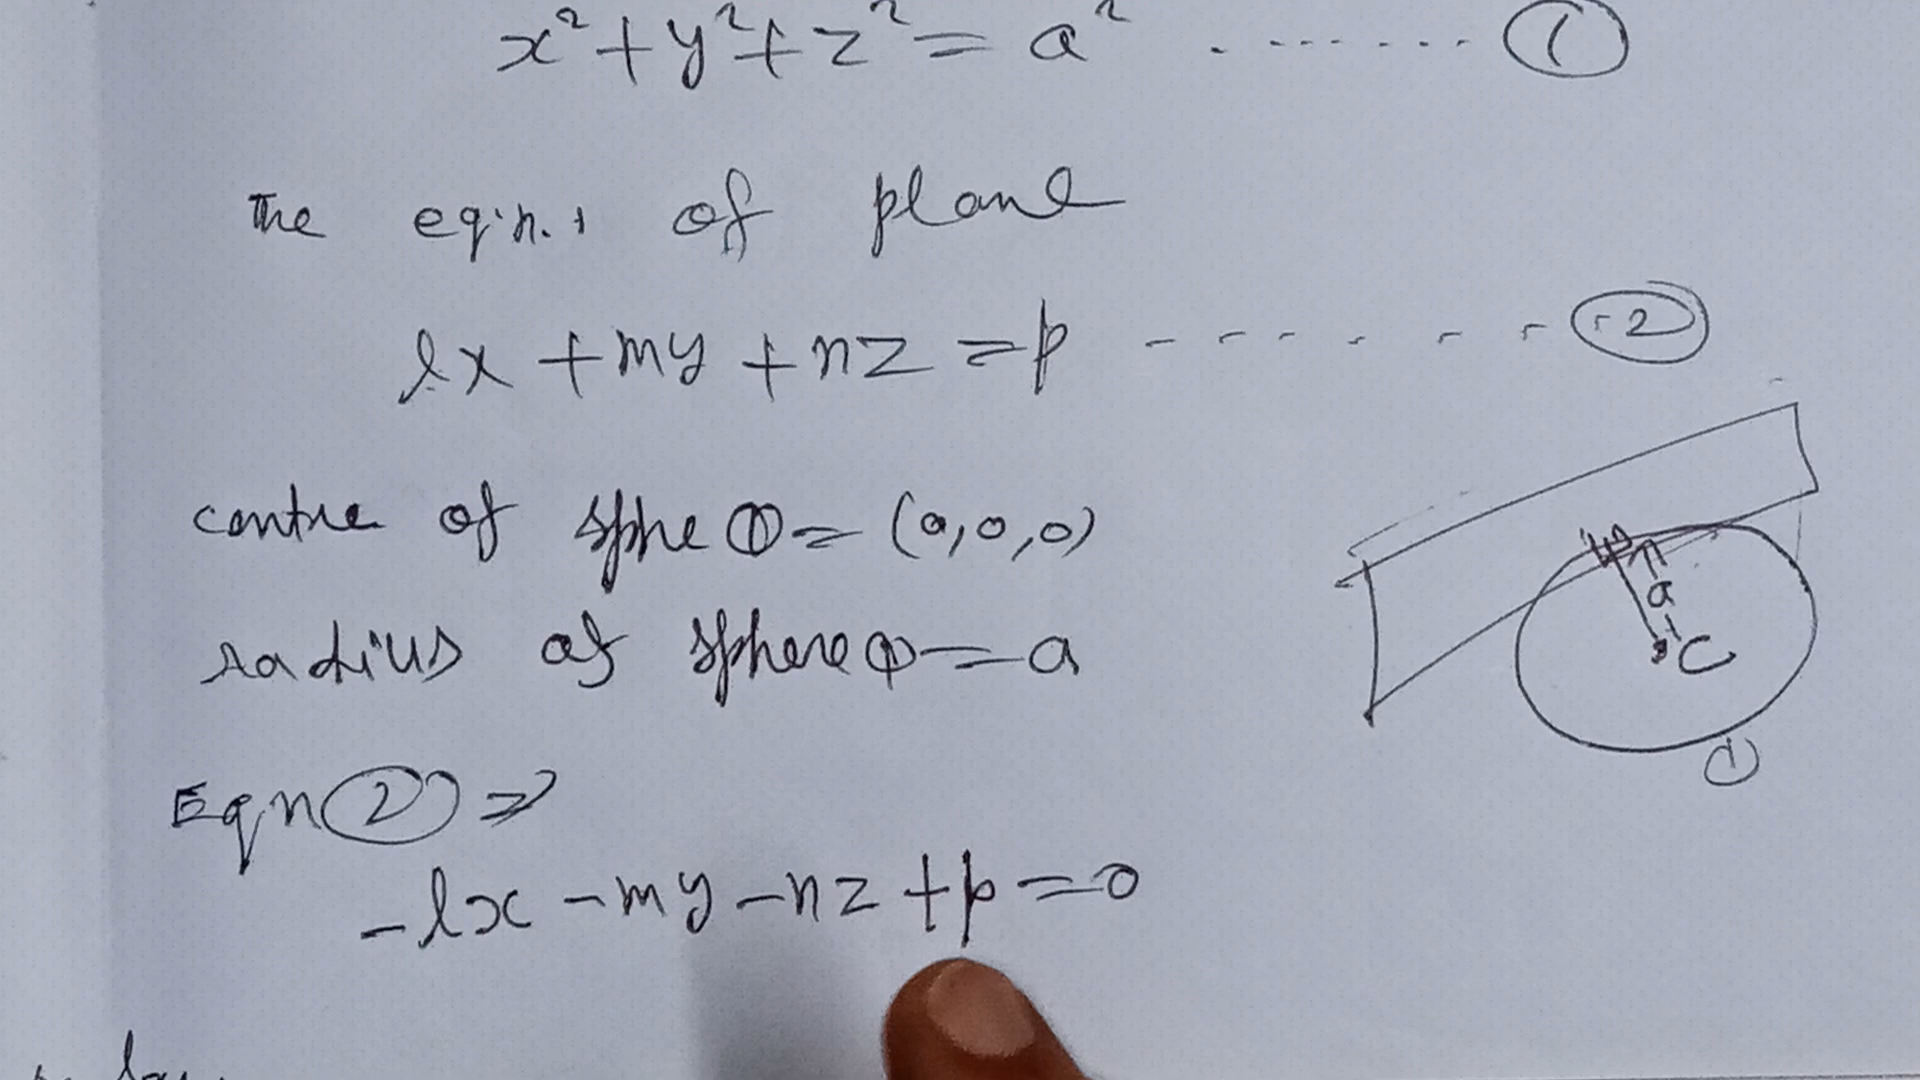 x²+y²+z²=a² ........ ①
The eqn. of plane
lx+my+nz=p -------- ②
centre of sphe ①= (0,0,0)
radius of sphere ①=a
a
C
①
Eqn ② ⇒
-lx-my-nz+p=0